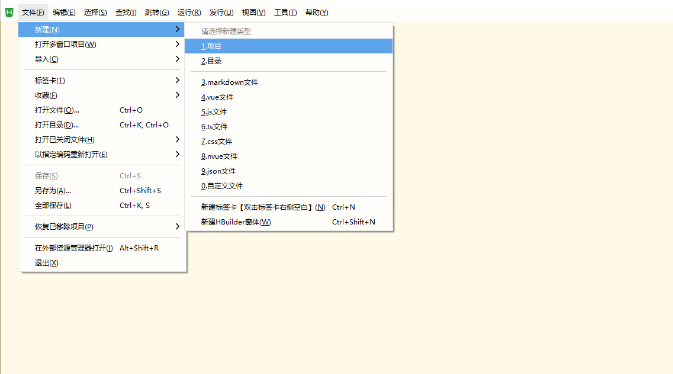 文件(F) 编辑(E) 选择(S) 查找(I) 跳转(G) 运行(R) 发行(U) 视图(V) 工具(T) 帮助(Y)
新建(N)
打开多窗口项目(W)
导入(C)
标签卡(T)
收藏(F)
打开文件(O)... Ctrl+O
打开目录(D)... Ctrl+K, Ctrl+O
打开已关闭文件(H)
以指定编码重新打开(E)
保存(S) Ctrl+S
另存为(A)... Ctrl+Shift+S
全部保存(L) Ctrl+K, S
恢复已移除项目(P)
在外部资源管理器打开(I) Alt+Shift+R
退出(X)
请选择新建类型
1.项目
2.目录
3.markdown文件
4.vue文件
5.js文件
6.ts文件
7.css文件
8.nvue文件
9.json文件
0.自定义文件
新建标签卡【双击标签卡右侧空白】(N) Ctrl+N
新建HBuilder窗体(W) Ctrl+Shift+N